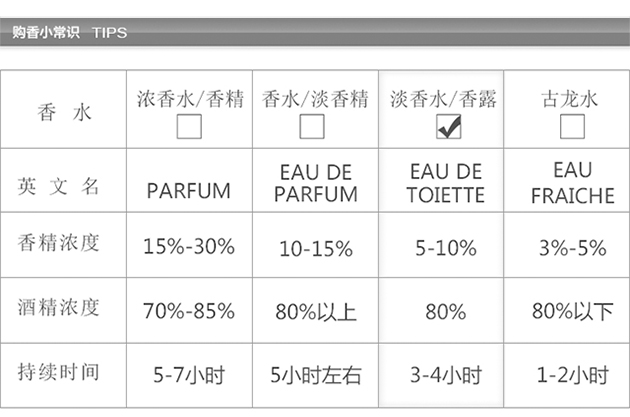 购香小常识 TIPS
香 水 浓香水/香精 香水/淡香精 淡香水/香露 古龙水
英 文 名 PARFUM EAU DE PARFUM EAU DE TOIETTE EAU FRAICHE
香精浓度 15%-30% 10-15% 5-10% 3%-5%
酒精浓度 70%-85% 80%以上 80% 80%以下
持续时间 5-7小时 5小时左右 3-4小时 1-2小时